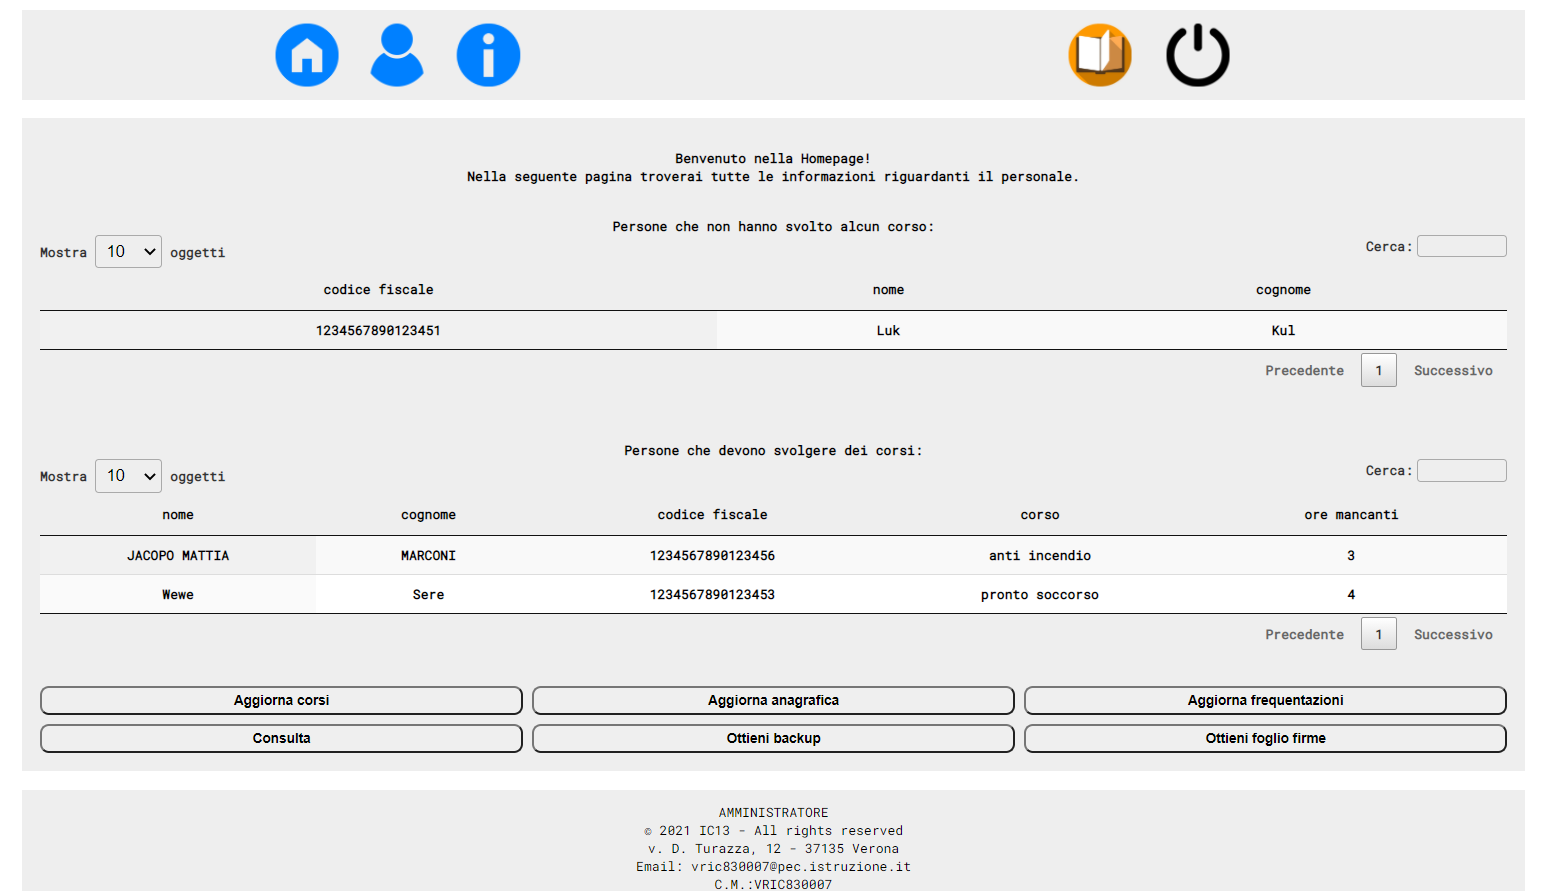 Benvenuto nella Homepage!
Nella seguente pagina troverai tutte le informazioni riguardanti il personale.
Persone che non hanno svolto alcun corso:
Mostra 10 oggetti
Cerca:
codice fiscale nome cognome
1234567890123451 Luk Kul
Precedente 1 Successivo
Persone che devono svolgere dei corsi:
Mostra 10 oggetti
Cerca:
nome cognome codice fiscale corso ore mancanti
JACOPO MATTIA MARCONI 1234567890123456 anti incendio 3
Wewe Sere 1234567890123453 pronto soccorso 4
Precedente 1 Successivo
Aggiorna corsi Aggiorna anagrafica Aggiorna frequentazioni
Consulta Ottieni backup Ottieni foglio firme
AMMINISTRATORE
© 2021 IC13 - All rights reserved
v. D. Turazza, 12 - 37135 Verona
Email: vric830007@pec.istruzione.it
C.M.:VRIC830007